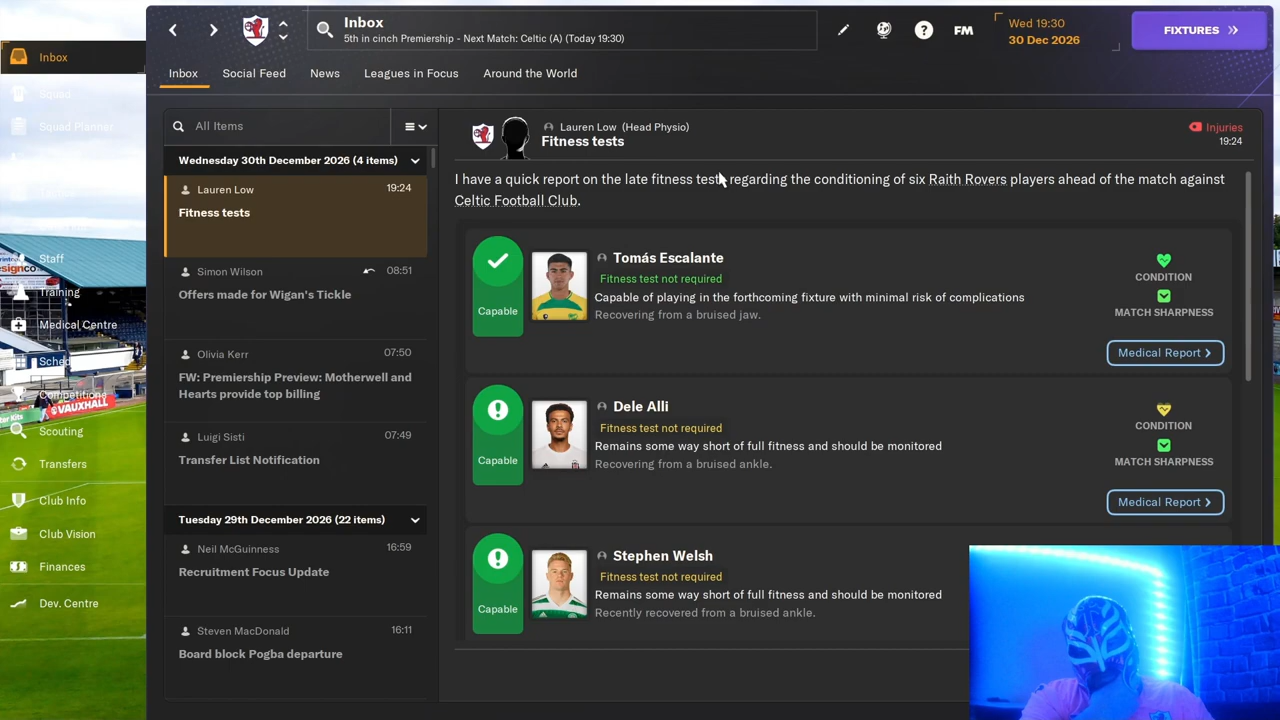 Inbox
5th in cinch Premiership - Next Match: Celtic (A) (Today 19:30)
FM
Wed 19:30
30 Dec 2026
FIXTURES
Inbox
Squad
Squad Planner
Staff
Training
Medical Centre
Sched
Competitions
Scouting
Transfers
Club Info
Club Vision
Finances
Dev. Centre
VAUXHALL
Inbox
Social Feed
News
Leagues in Focus
Around the World
All Items
Wednesday 30th December 2026 (4 items)
Lauren Low
19:24
Fitness tests
Simon Wilson
08:51
Offers made for Wigan's Tickle
Olivia Kerr
07:50
FW: Premiership Preview: Motherwell and
Hearts provide top billing
Luigi Sisti
07:49
Transfer List Notification
Tuesday 29th December 2026 (22 items)
Neil McGuinness
16:59
Recruitment Focus Update
Steven MacDonald
16:11
Board block Pogba departure
Lauren Low (Head Physio)
Fitness tests
Injuries
19:24
I have a quick report on the late fitness tests regarding the conditioning of six Raith Rovers players ahead of the match against
Celtic Football Club.
Capable
Tomás Escalante
Fitness test not required
Capable of playing in the forthcoming fixture with minimal risk of complications
Recovering from a bruised jaw.
CONDITION
MATCH SHARPNESS
Medical Report
Capable
Dele Alli
Fitness test not required
Remains some way short of full fitness and should be monitored
Recovering from a bruised ankle.
CONDITION
MATCH SHARPNESS
Medical Report
Capable
Stephen Welsh
Fitness test not required
Remains some way short of full fitness and should be monitored
Recently recovered from a bruised ankle.